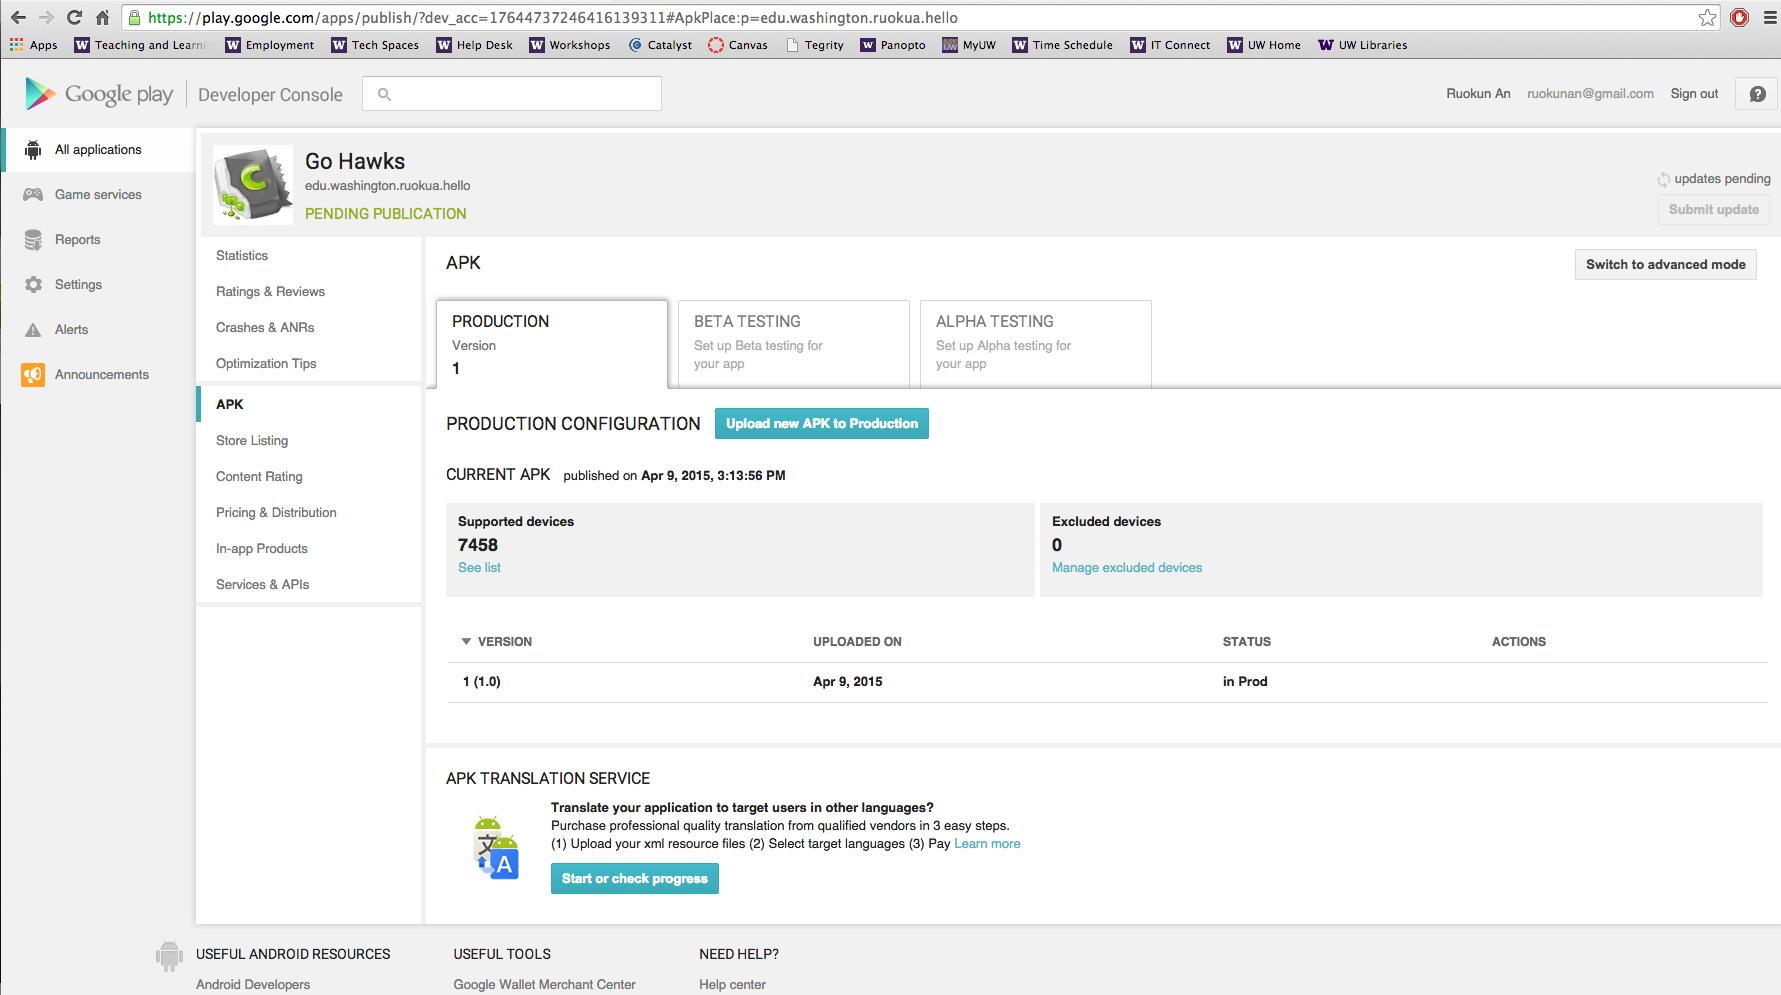 https://play.google.com/apps/publish/?dev_acc=17644737246416139311#ApkPlace:p=edu.washington.ruokua.hello
Apps Teaching and Learni Employment Tech Spaces Help Desk Workshops Catalyst Canvas Tegrity Panopto MyUW Time Schedule IT Connect UW Home UW Libraries
Google play Developer Console
Ruokun An ruokunan@gmail.com Sign out
All applications
Game services
Reports
Settings
Alerts
Announcements
Go Hawks
edu.washington.ruokua.hello
PENDING PUBLICATION
updates pending
Submit update
Statistics
Ratings & Reviews
Crashes & ANRs
Optimization Tips
APK
Store Listing
Content Rating
Pricing & Distribution
In-app Products
Services & APIs
APK
Switch to advanced mode
PRODUCTION
Version
1
BETA TESTING
Set up Beta testing for
your app
ALPHA TESTING
Set up Alpha testing for
your app
PRODUCTION CONFIGURATION Upload new APK to Production
CURRENT APK published on Apr 9, 2015, 3:13:56 PM
Supported devices
7458
See list
Excluded devices
0
Manage excluded devices
VERSION UPLOADED ON STATUS ACTIONS
1 (1.0) Apr 9, 2015 in Prod
APK TRANSLATION SERVICE
Translate your application to target users in other languages?
Purchase professional quality translation from qualified vendors in 3 easy steps.
(1) Upload your xml resource files (2) Select target languages (3) Pay Learn more
Start or check progress
USEFUL ANDROID RESOURCES
Android Developers
USEFUL TOOLS
Google Wallet Merchant Center
NEED HELP?
Help center